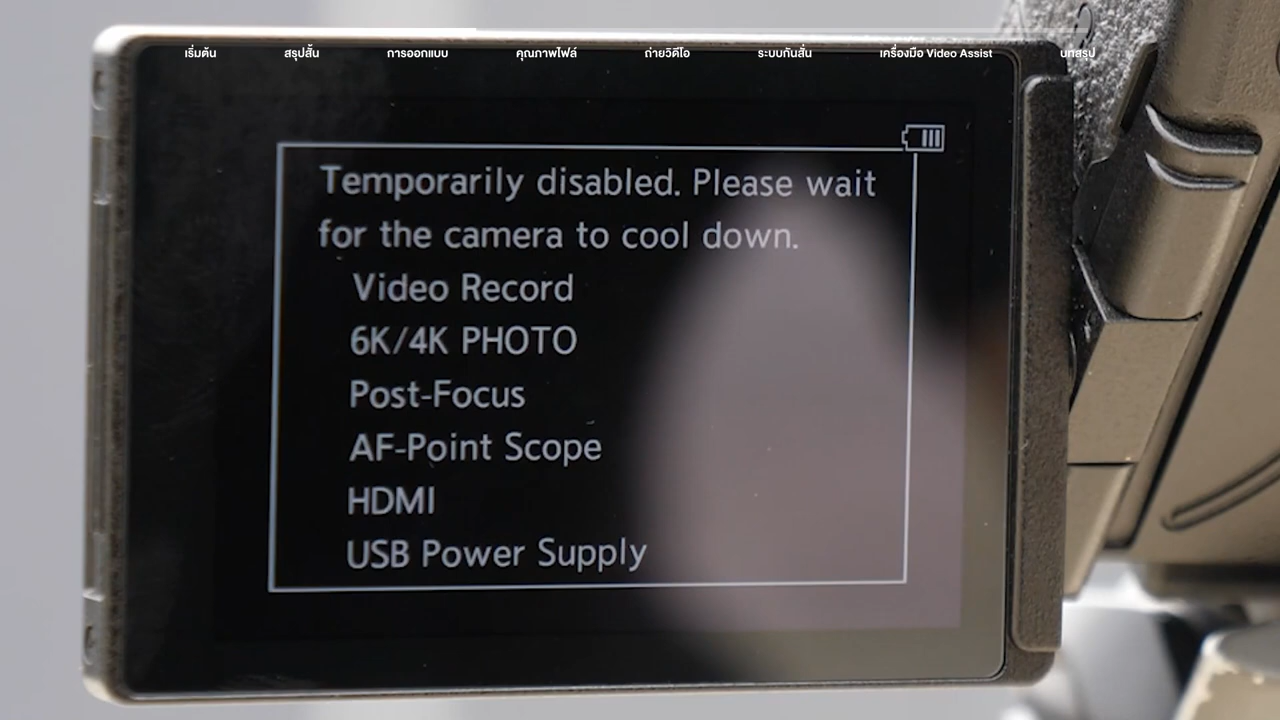 เริ่มต้น สรุปสั้น การออกแบบ คุณภาพไฟล์ ถ่ายวิดีโอ ระบบกันสั่น เครื่องมือ Video Assist บทสรุป
Temporarily disabled. Please wait
for the camera to cool down.
Video Record
6K/4K PHOTO
Post-Focus
AF-Point Scope
HDMI
USB Power Supply